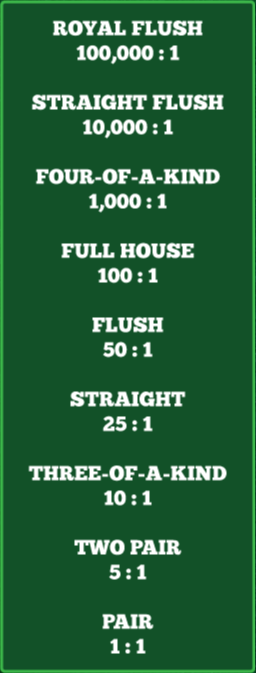 ROYAL FLUSH
100,000 : 1
STRAIGHT FLUSH
10,000 : 1
FOUR-OF-A-KIND
1,000 : 1
FULL HOUSE
100 : 1
FLUSH
50 : 1
STRAIGHT
25 : 1
THREE-OF-A-KIND
10 : 1
TWO PAIR
5 : 1
PAIR
1 : 1